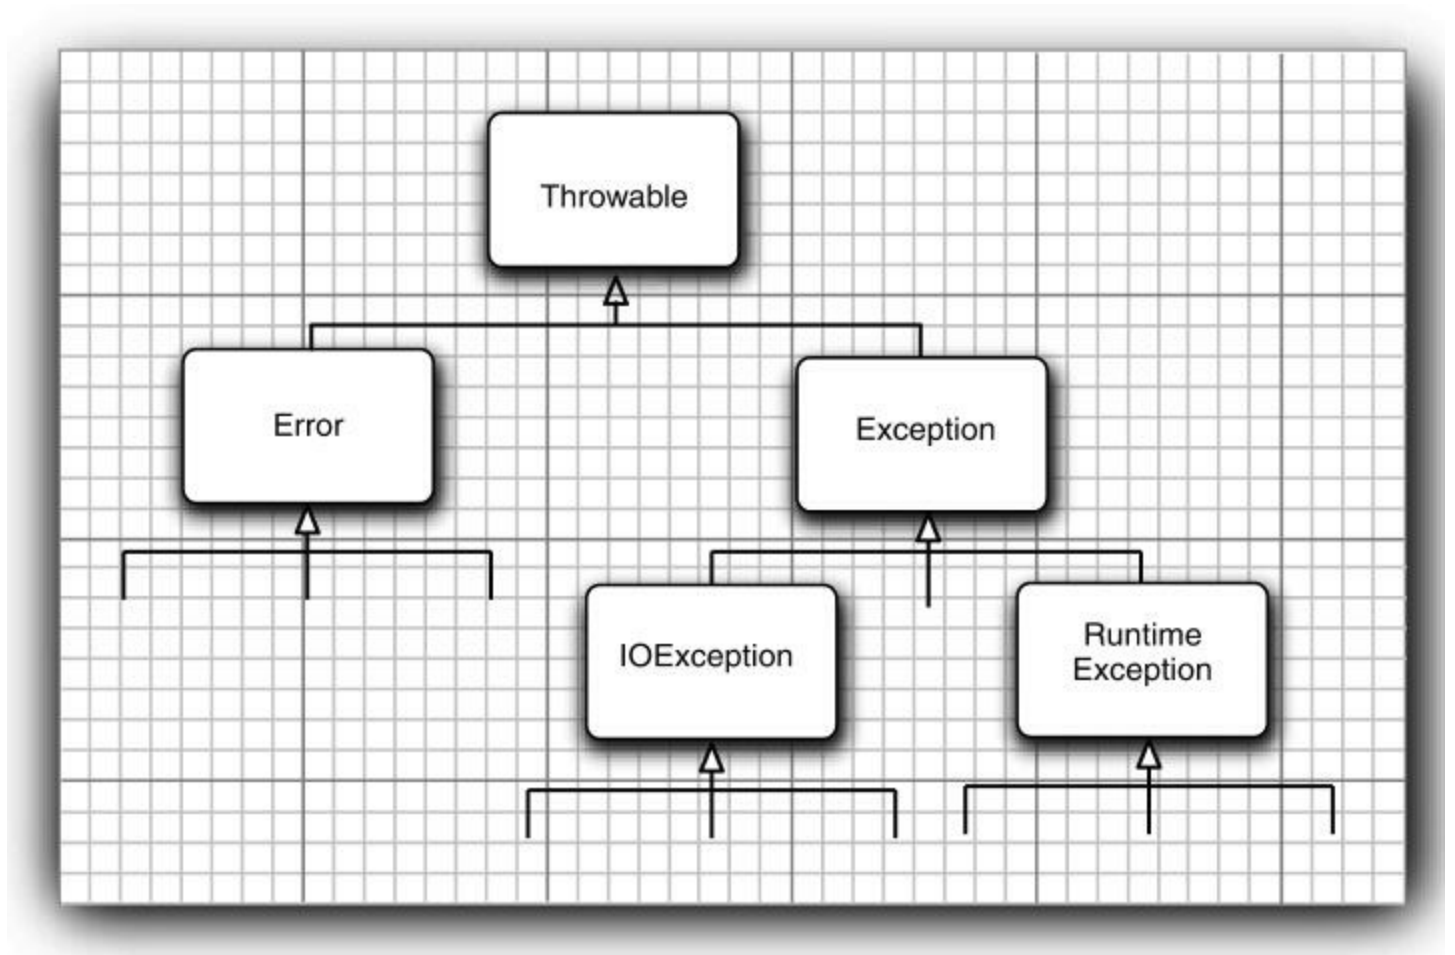 Throwable
Error
Exception
IOException
Runtime
Exception